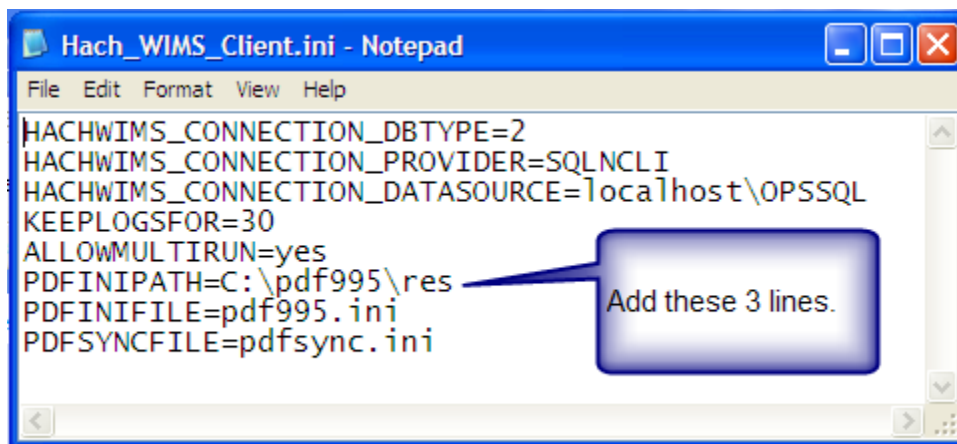 Hach_WIMS_Client.ini - Notepad
File Edit Format View Help
HACHWIMS_CONNECTION_DBTYPE=2
HACHWIMS_CONNECTION_PROVIDER=SQLNCLI
HACHWIMS_CONNECTION_DATASOURCE=localhost\OPSSQL
KEEPLOGSFOR=30
ALLOWMULTIRUN=yes
PDFINIPATH=C:\pdf995\res
PDFINIFILE=pdf995.ini
PDFSYNCFILE=pdfsync.ini
Add these 3 lines.